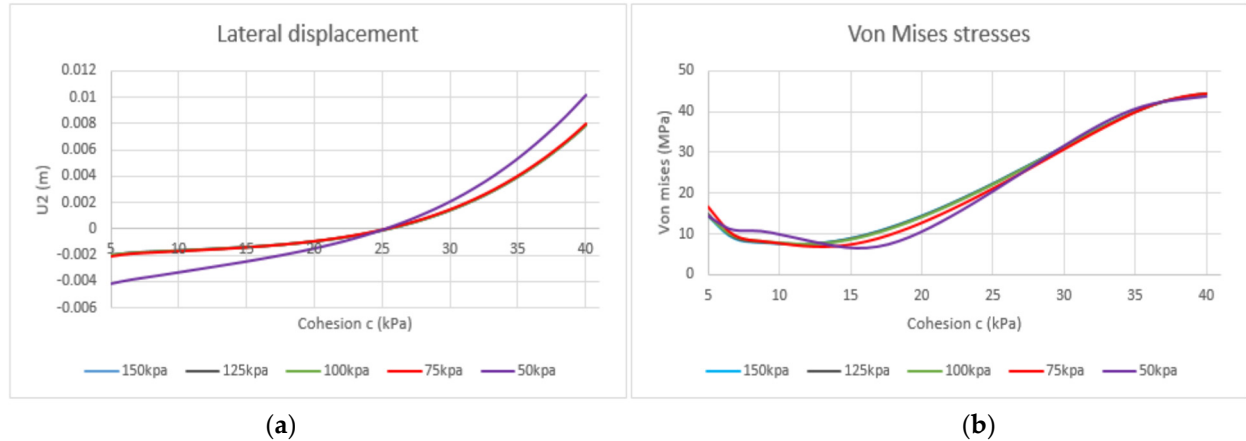 Lateral displacement
0.012
0.01
0.008
0.006
0.004
0.002
0
-0.002
-0.004
-0.006
U2 (m)
5 10 15 20 25 30 35 40
Cohesion c (kPa)
150kpa 125kpa 100kpa 75kpa 50kpa
(a)
Von Mises stresses
50
40
30
20
10
0
Von mises (MPa)
5 10 15 20 25 30 35 40
Cohesion c (kPa)
150kpa 125kpa 100kpa 75kpa 50kpa
(b)